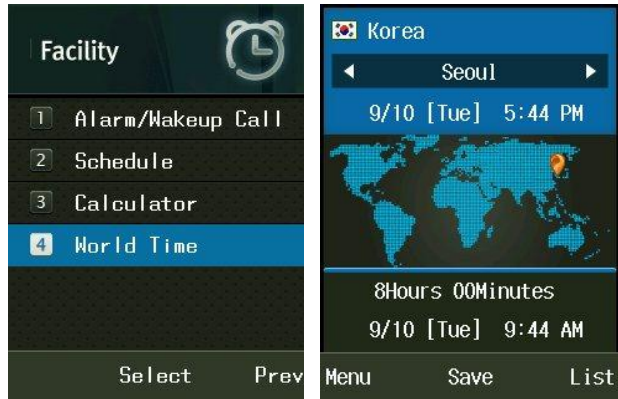 Facility
1 Alarm/Wakeup Call
2 Schedule
3 Calculator
4 World Time
Select Prev
Korea
Seoul
9/10 [Tue] 5:44 PM
8Hours 00Minutes
9/10 [Tue] 9:44 AM
Menu Save List